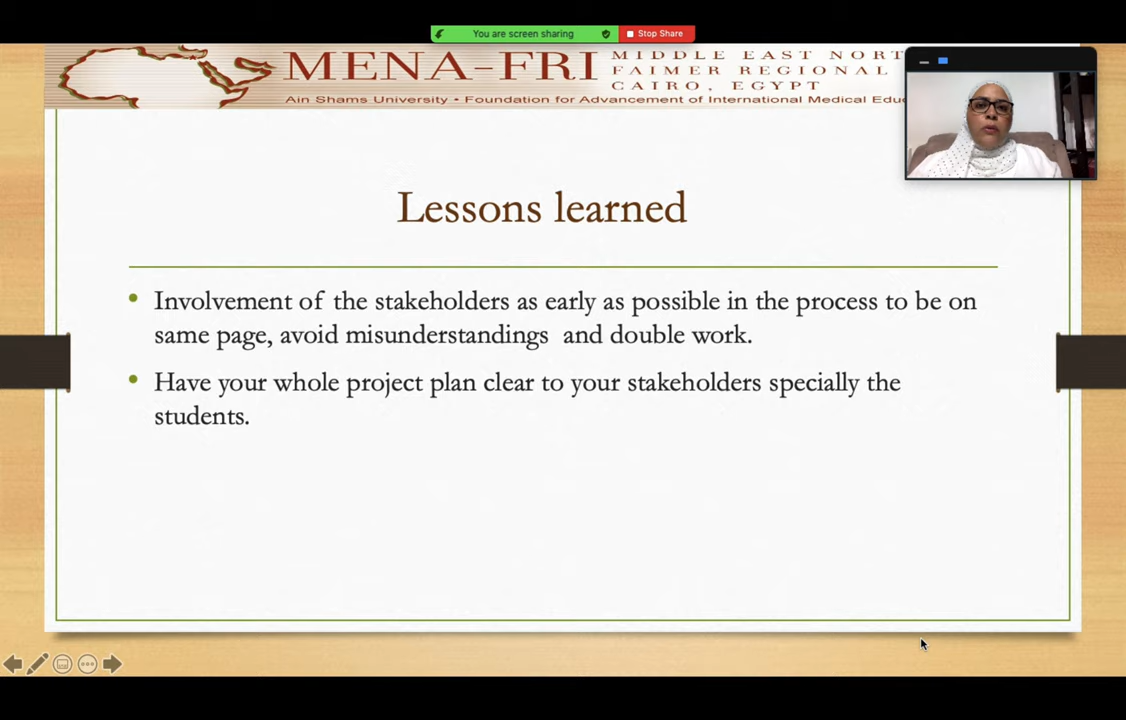 You are screen sharing
Stop Share
MENA-FRI
MIDDLE EAST NORT
FAIMER REGIONAL
CAIRO, EGYPT
Ain Shams University • Foundation for Advancement of International Medical Educ
Lessons learned
• Involvement of the stakeholders as early as possible in the process to be on
same page, avoid misunderstandings and double work.
• Have your whole project plan clear to your stakeholders specially the
students.